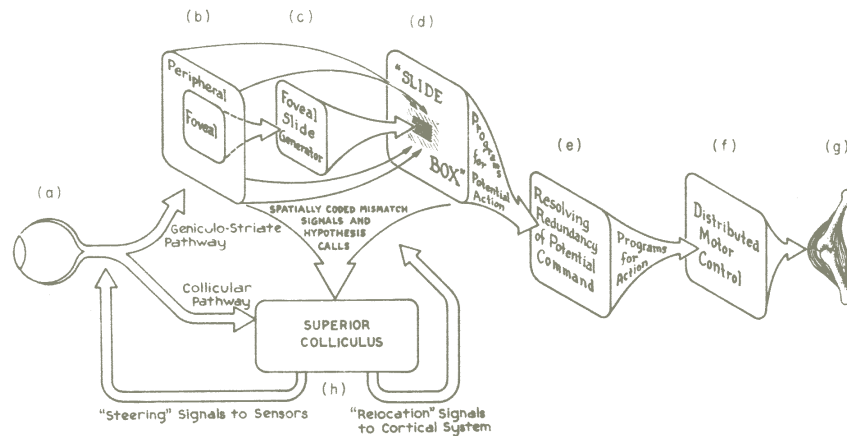 (b)
(c)
(d)
Peripheral
Foveal
Foveal
Slide
Generator
"SLIDE
BOX"
Programs
for
Potential
Action
(e)
(f)
(g)
(a)
Resolving
Redundancy
of Potential
Command
Programs
for
Action
Distributed
Motor
Control
SPATIALLY CODED MISMATCH
SIGNALS AND
HYPOTHESIS
CALLS
Geniculo-Striate
Pathway
Collicular
Pathway
SUPERIOR
COLLICULUS
(h)
"Steering" Signals to Sensors
"Relocation" Signals
to Cortical System